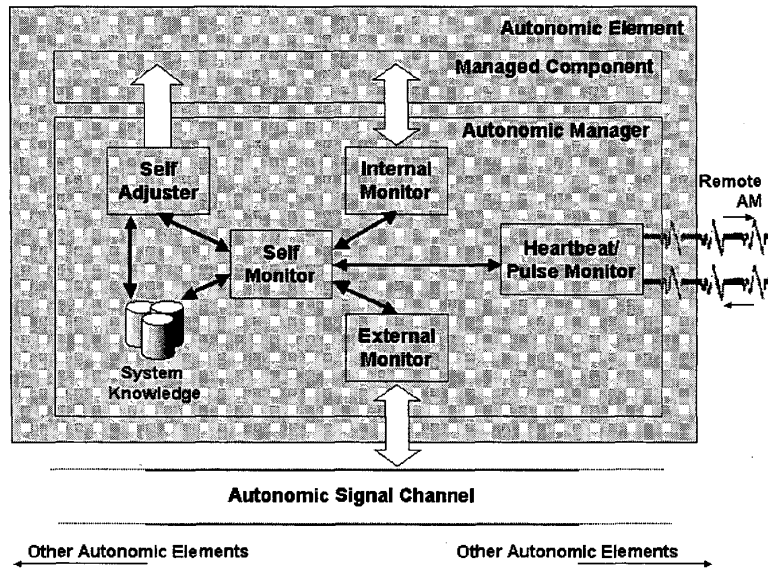 Autonomic Element
Managed Component
Autonomic Manager
Self
Adjuster
Internal
Monitor
Remote
AM
Self
Monitor
Heartbeat/
Pulse Monitor
External
Monitor
System
Knowledge
Autonomic Signal Channel
Other Autonomic Elements
Other Autonomic Elements